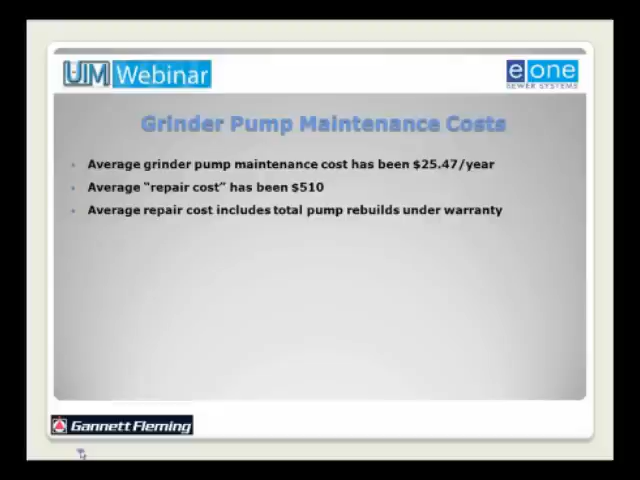 UIM Webinar
eone
SEWER SYSTEMS
Grinder Pump Maintenance Costs
Average grinder pump maintenance cost has been $25.47/year
Average “repair cost” has been $510
Average repair cost includes total pump rebuilds under warranty
Gannett Fleming